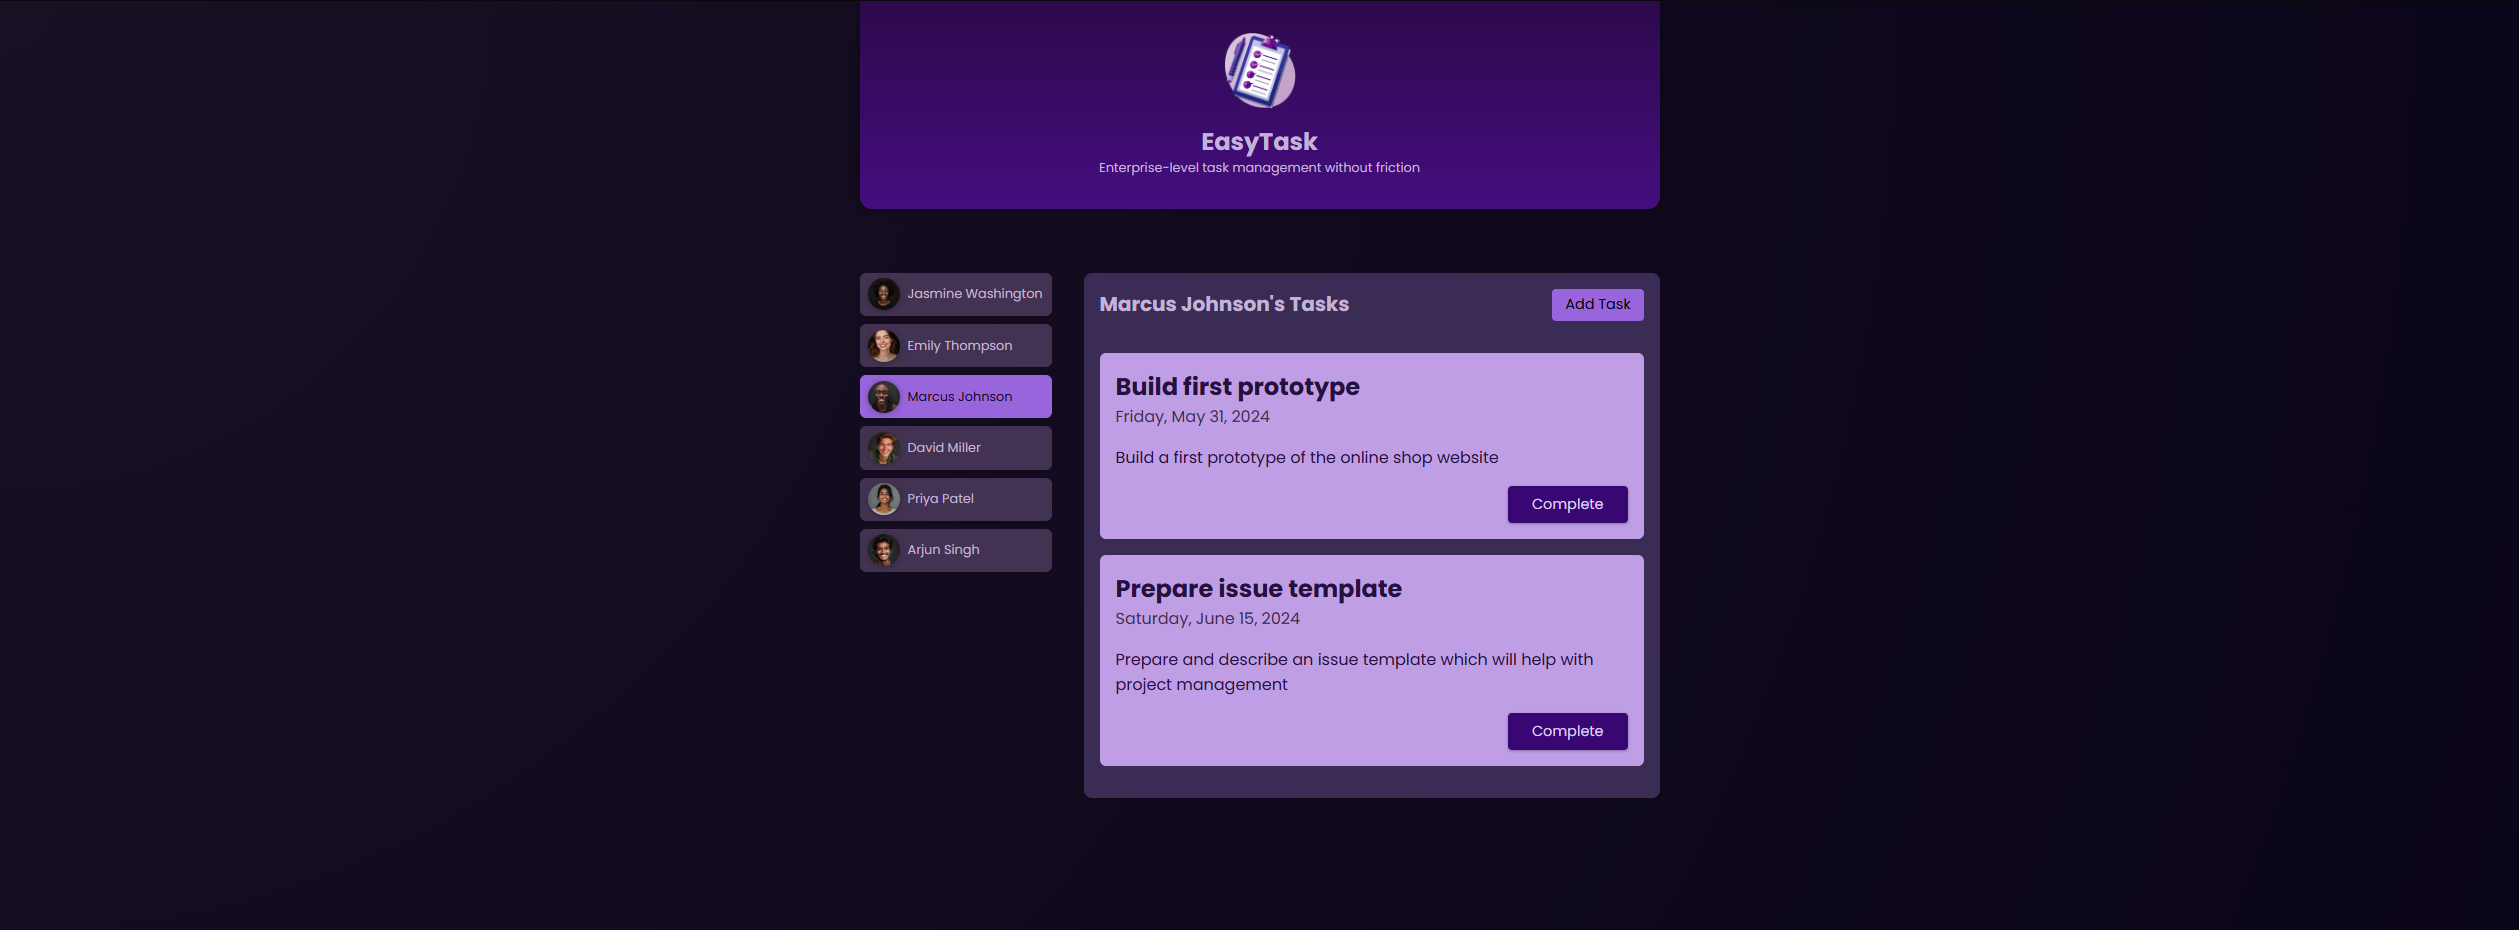 EasyTask
Enterprise-level task management without friction
Jasmine Washington
Emily Thompson
Marcus Johnson
David Miller
Priya Patel
Arjun Singh
Marcus Johnson's Tasks
Add Task
Build first prototype
Friday, May 31, 2024
Build a first prototype of the online shop website
Complete
Prepare issue template
Saturday, June 15, 2024
Prepare and describe an issue template which will help with
project management
Complete